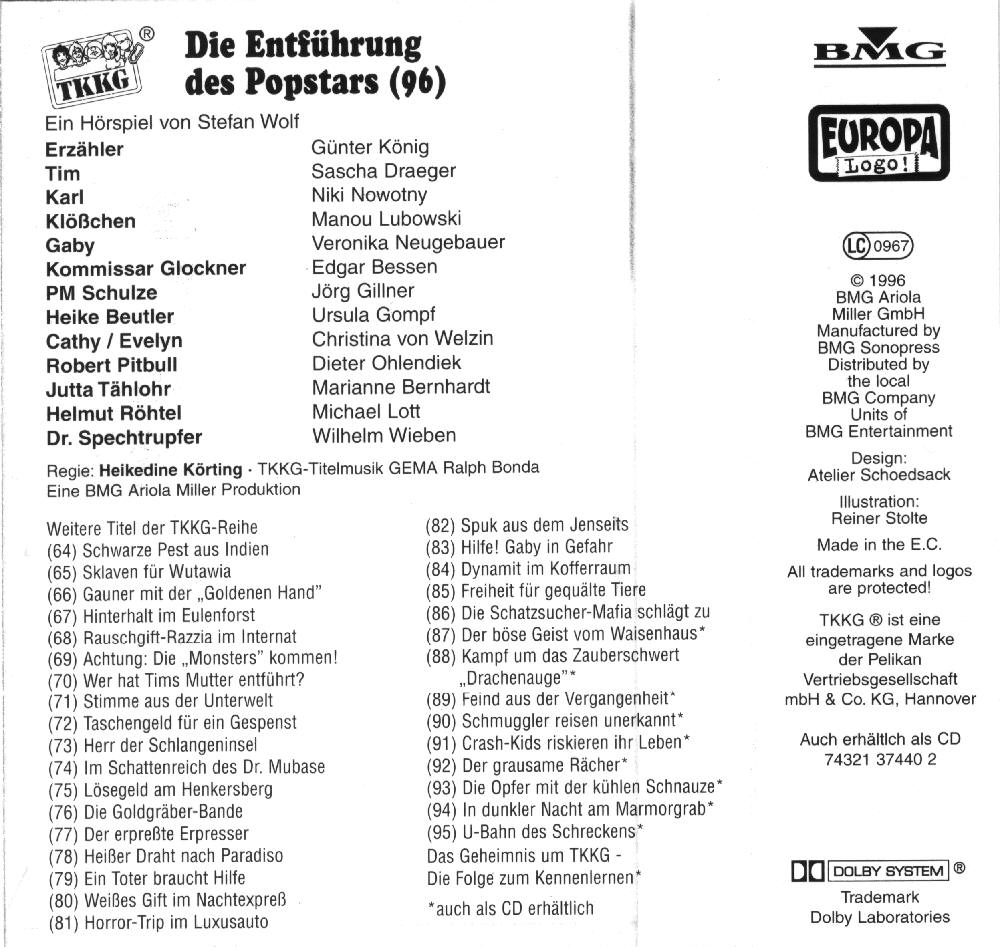 TKKG ®
Die Entführung
des Popstars (96)
Ein Hörspiel von Stefan Wolf
Erzähler Günter König
Tim Sascha Draeger
Karl Niki Nowotny
Klößchen Manou Lubowski
Gaby Veronika Neugebauer
Kommissar Glockner Edgar Bessen
PM Schulze Jörg Gillner
Heike Beutler Ursula Gompf
Cathy / Evelyn Christina von Welzin
Robert Pitbull Dieter Ohlendiek
Jutta Tählohr Marianne Bernhardt
Helmut Röhtel Michael Lott
Dr. Spechtrupfer Wilhelm Wieben
Regie: Heikedine Körting · TKKG-Titelmusik GEMA Ralph Bonda
Eine BMG Ariola Miller Produktion
Weitere Titel der TKKG-Reihe
(64) Schwarze Pest aus Indien
(65) Sklaven für Wutawia
(66) Gauner mit der „Goldenen Hand”
(67) Hinterhalt im Eulenforst
(68) Rauschgift-Razzia im Internat
(69) Achtung: Die „Monsters” kommen!
(70) Wer hat Tims Mutter entführt?
(71) Stimme aus der Unterwelt
(72) Taschengeld für ein Gespenst
(73) Herr der Schlangeninsel
(74) Im Schattenreich des Dr. Mubase
(75) Lösegeld am Henkersberg
(76) Die Goldgräber-Bande
(77) Der erpreßte Erpresser
(78) Heißer Draht nach Paradiso
(79) Ein Toter braucht Hilfe
(80) Weißes Gift im Nachtexpreß
(81) Horror-Trip im Luxusauto
(82) Spuk aus dem Jenseits
(83) Hilfe! Gaby in Gefahr
(84) Dynamit im Kofferraum
(85) Freiheit für gequälte Tiere
(86) Die Schatzsucher-Mafia schlägt zu
(87) Der böse Geist vom Waisenhaus*
(88) Kampf um das Zauberschwert
„Drachenauge”*
(89) Feind aus der Vergangenheit*
(90) Schmuggler reisen unerkannt*
(91) Crash-Kids riskieren ihr Leben*
(92) Der grausame Rächer*
(93) Die Opfer mit der kühlen Schnauze*
(94) In dunkler Nacht am Marmorgrab*
(95) U-Bahn des Schreckens*
Das Geheimnis um TKKG -
Die Folge zum Kennenlernen*
*auch als CD erhältlich
BMG
EUROPA
Logo!
LC 0967
© 1996
BMG Ariola
Miller GmbH
Manufactured by
BMG Sonopress
Distributed by
the local
BMG Company
Units of
BMG Entertainment
Design:
Atelier Schoedsack
Illustration:
Reiner Stolte
Made in the E.C.
All trademarks and logos
are protected!
TKKG ® ist eine
eingetragene Marke
der Pelikan
Vertriebsgesellschaft
mbH & Co. KG, Hannover
Auch erhältlich als CD
74321 37440 2
DOLBY SYSTEM ®
Trademark
Dolby Laboratories